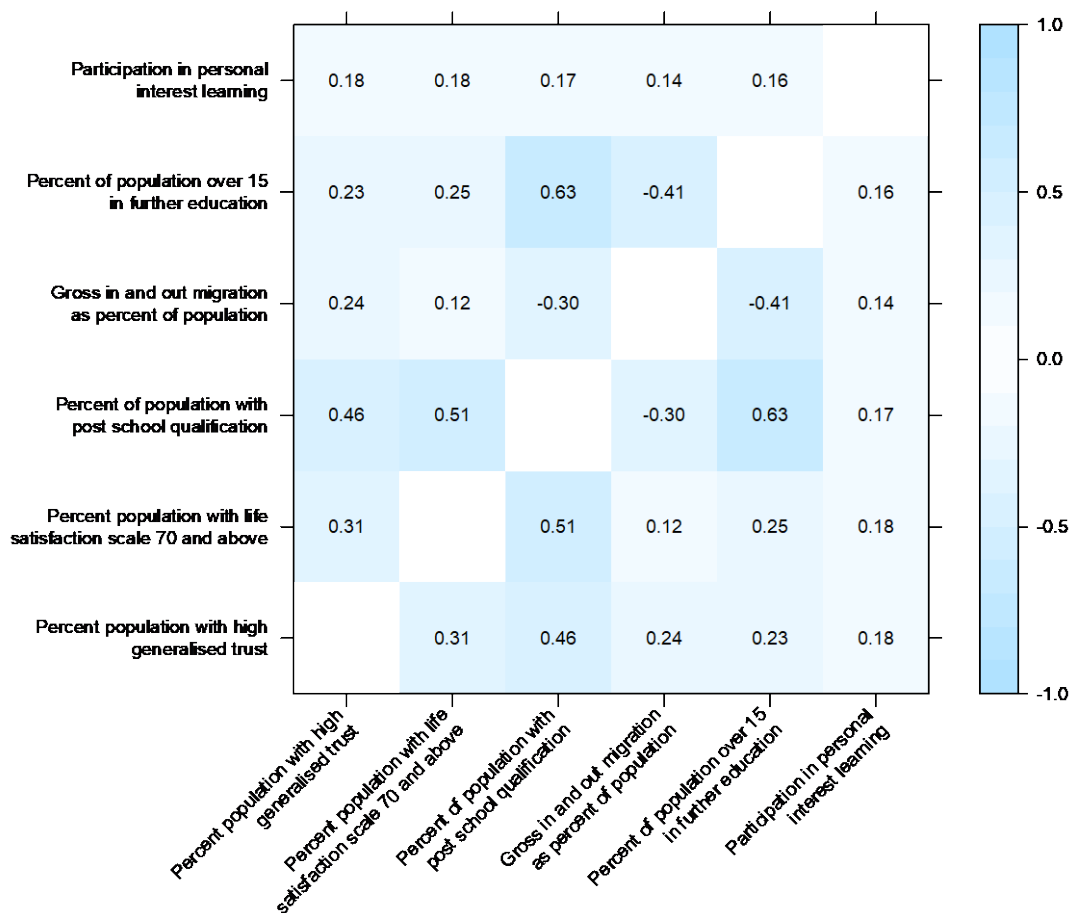 1.0
Participation in personal
interest learning
0.18 0.18 0.17 0.14 0.16
Percent of population over 15
in further education
0.23 0.25 0.63 -0.41 0.16
0.5
Gross in and out migration
as percent of population
0.24 0.12 -0.30 -0.41 0.14
0.0
Percent of population with
post school qualification
0.46 0.51 -0.30 0.63 0.17
Percent population with life
satisfaction scale 70 and above
0.31 0.51 0.12 0.25 0.18
-0.5
Percent population with high
generalised trust
0.31 0.46 0.24 0.23 0.18
-1.0
Percent population with high
generalised trust
Percent population with life
satisfaction scale 70 and above
Percent of population with
post school qualification
Gross in and out migration
as percent of population
Percent of population over 15
in further education
Participation in personal
interest learning